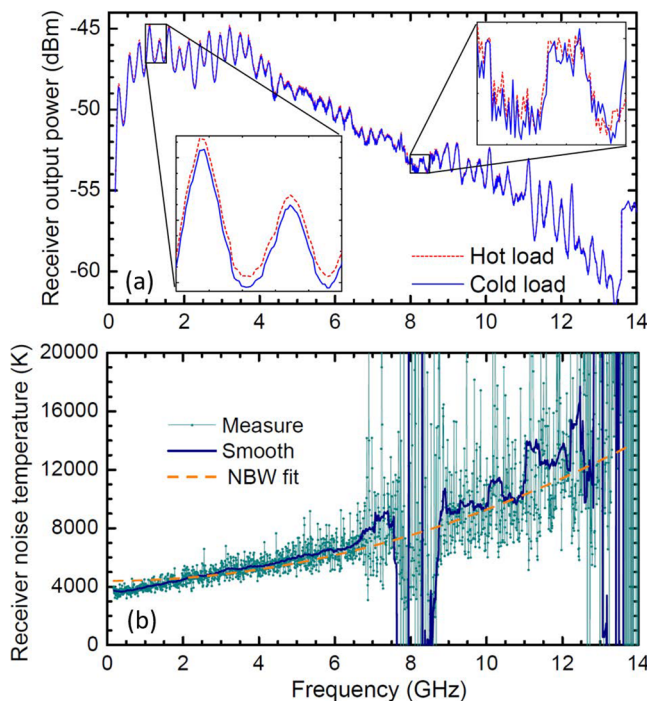 -45
-50
-55
-60
Receiver output power (dBm)
(a)
Hot load
Cold load
0 2 4 6 8 10 12 14
20000
16000
12000
8000
4000
0
Receiver noise temperature (K)
Measure
Smooth
NBW fit
(b)
0 2 4 6 8 10 12 14
Frequency (GHz)